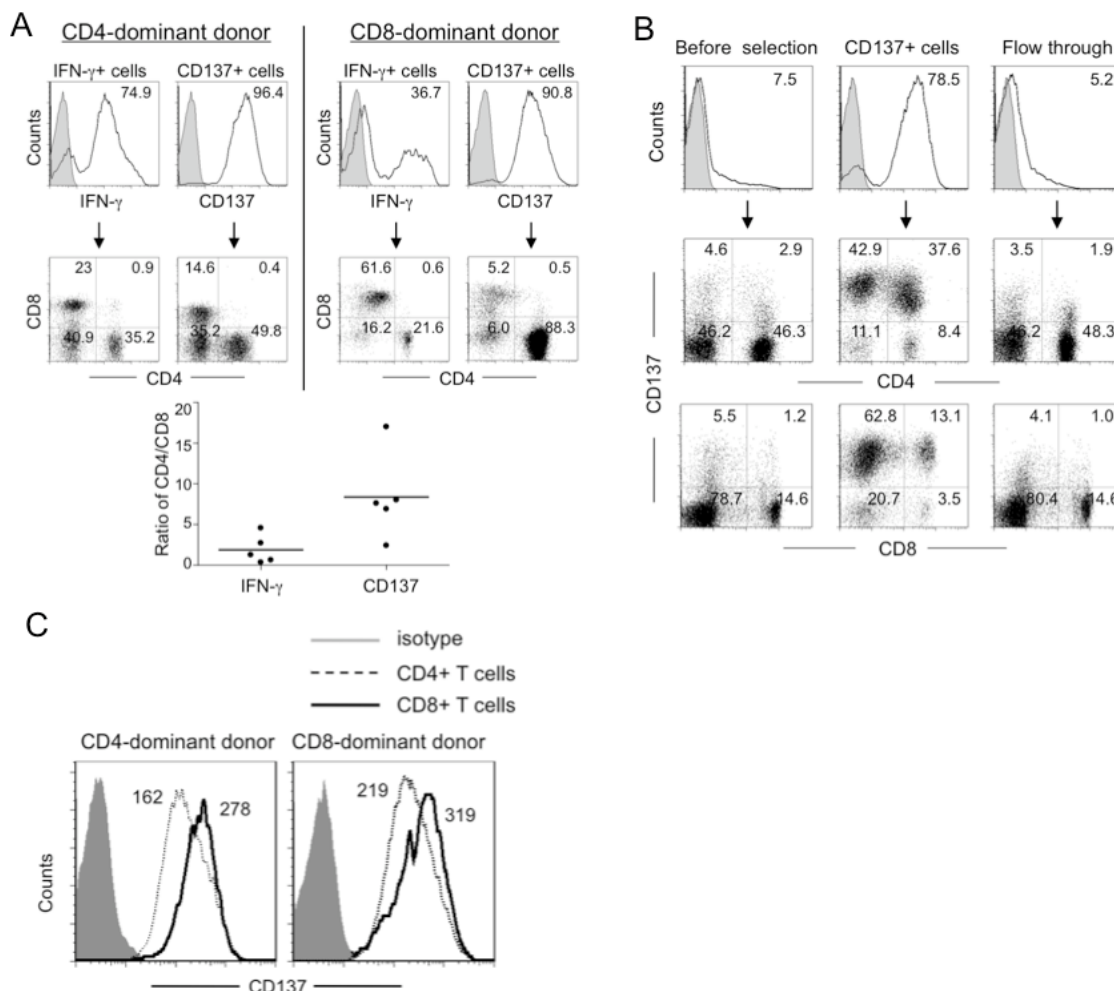 A
CD4-dominant donor
CD8-dominant donor
IFN-γ+ cells
CD137+ cells
IFN-γ+ cells
CD137+ cells
74.9
96.4
36.7
90.8
Counts
Counts
IFN-γ
CD137
IFN-γ
CD137
23
0.9
14.6
0.4
61.6
0.6
5.2
0.5
CD8
CD8
40.9
35.2
35.2
49.8
16.2
21.6
6.0
88.3
CD4
CD4
20
15
10
5
0
Ratio of CD4/CD8
IFN-γ
CD137
B
Before selection
CD137+ cells
Flow through
7.5
78.5
5.2
Counts
4.6
2.9
42.9
37.6
3.5
1.9
46.2
46.3
11.1
8.4
46.2
48.3
CD4
CD137
5.5
1.2
62.8
13.1
4.1
1.0
78.7
14.6
20.7
3.5
80.4
14.6
CD8
C
isotype
CD4+ T cells
CD8+ T cells
CD4-dominant donor
CD8-dominant donor
162
278
219
319
Counts
CD137